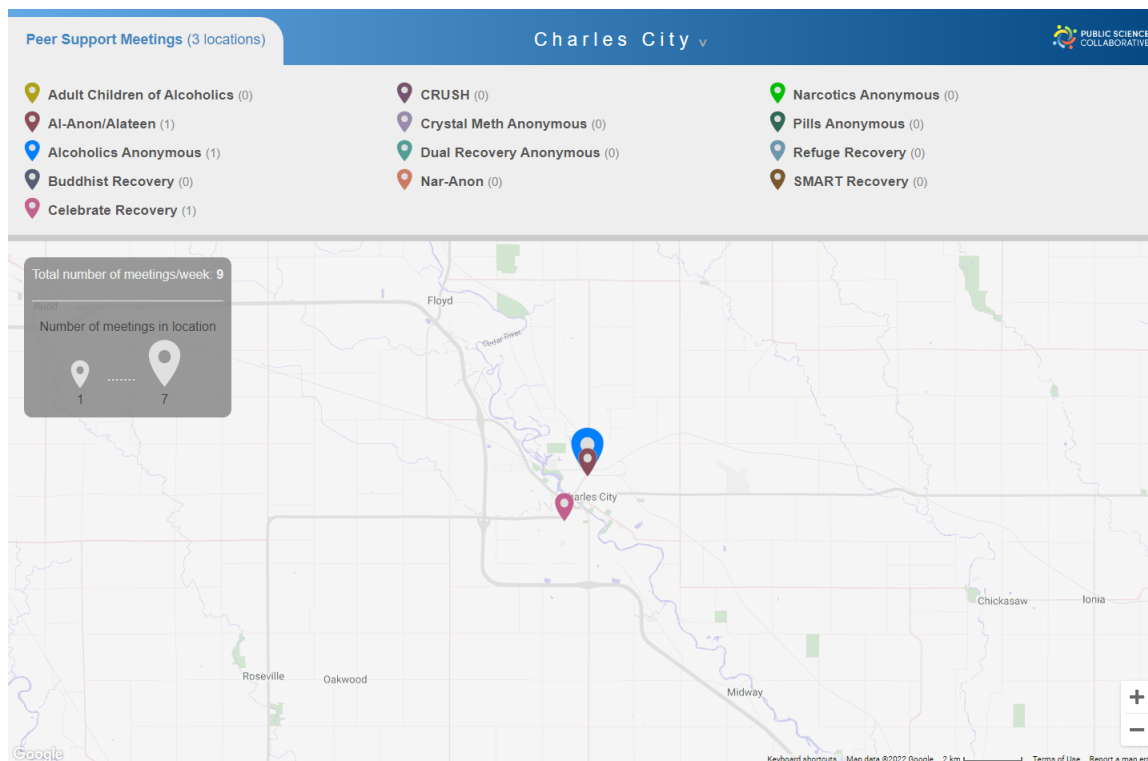 Peer Support Meetings (3 locations)
Charles City v
PUBLIC SCIENCE
COLLABORATIVE
Adult Children of Alcoholics (0)
Al-Anon/Alateen (1)
Alcoholics Anonymous (1)
Buddhist Recovery (0)
Celebrate Recovery (1)
CRUSH (0)
Crystal Meth Anonymous (0)
Dual Recovery Anonymous (0)
Nar-Anon (0)
Narcotics Anonymous (0)
Pills Anonymous (0)
Refuge Recovery (0)
SMART Recovery (0)
Total number of meetings/week: 9
Rudd
Number of meetings in location
1 ....... 7
Floyd
Cedar River
Charles City
Chickasaw
Ionia
Roseville
Oakwood
Midway
+
−
Google
Keyboard shortcuts Map data ©2022 Google 2 km Terms of Use Report a map er